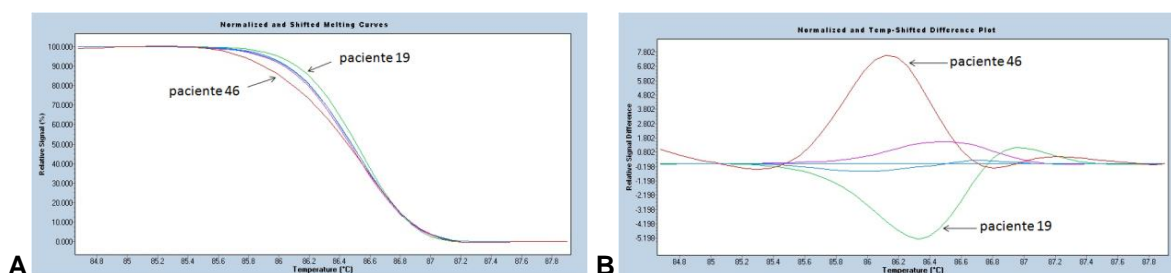 Normalized and Shifted Melting Curves
100.000
90.000
80.000
70.000
60.000
50.000
40.000
30.000
20.000
10.000
0.000
Relative Signal (%)
paciente 19
paciente 46
84.8 85 85.2 85.4 85.6 85.8 86 86.2 86.4 86.6 86.8 87 87.2 87.4 87.6 87.8
Temperature (°C)
A
Normalized and Temp-Shifted Difference Plot
7.802
6.802
5.802
4.802
3.802
2.802
1.802
0.802
-0.198
-1.198
-2.198
-3.198
-4.198
-5.198
Relative Signal Difference
paciente 46
paciente 19
84.8 85 85.2 85.4 85.6 85.8 86 86.2 86.4 86.6 86.8 87 87.2 87.4 87.6 87.8
Temperature (°C)
B